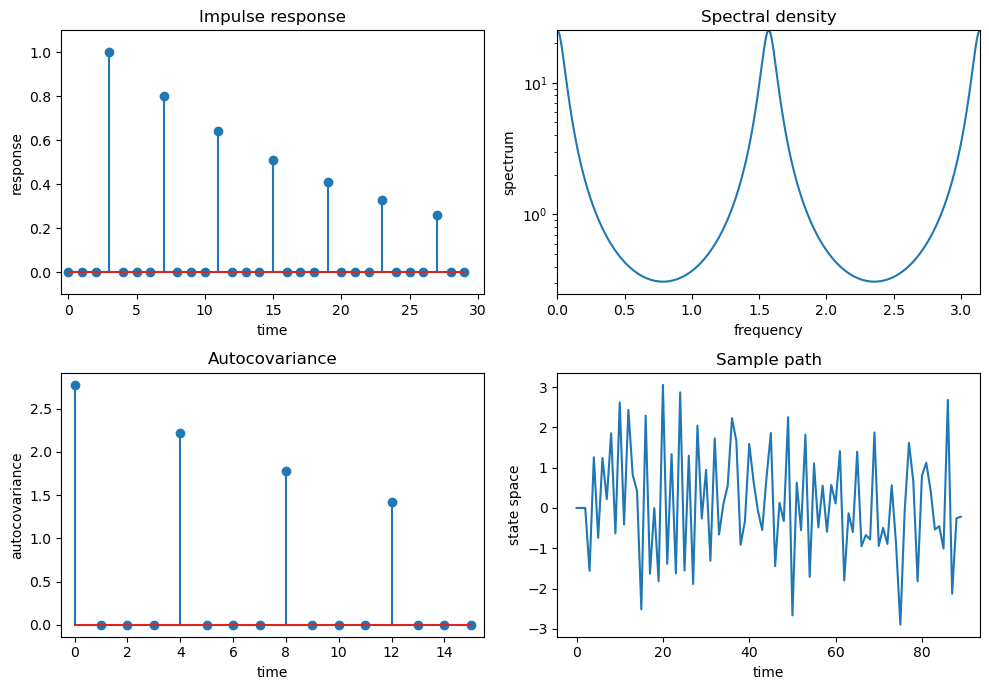 Impulse response
response
1.0
0.8
0.6
0.4
0.2
0.0
0 5 10 15 20 25 30
time
Spectral density
spectrum
10¹
10⁰
0.0 0.5 1.0 1.5 2.0 2.5 3.0
frequency
Autocovariance
autocovariance
2.5
2.0
1.5
1.0
0.5
0.0
0 2 4 6 8 10 12 14
time
Sample path
state space
3
2
1
0
−1
−2
−3
0 20 40 60 80
time